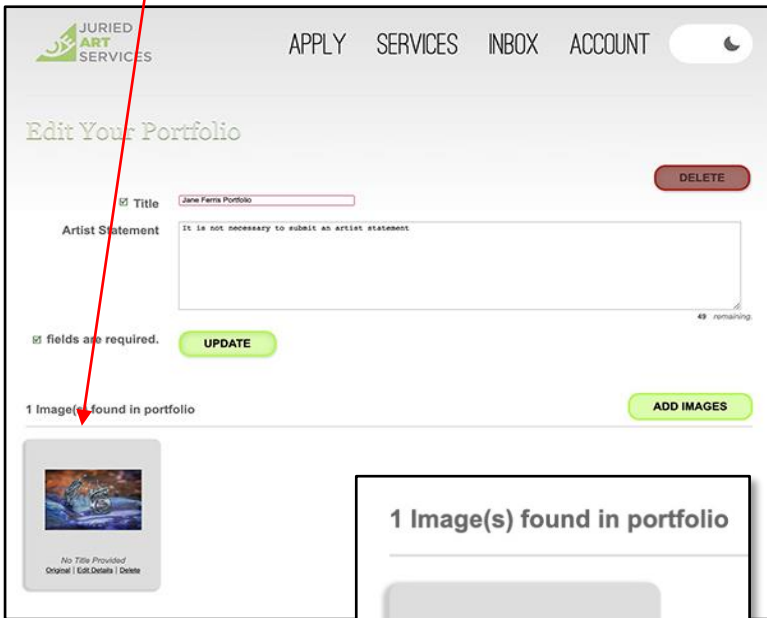 JURIED
ART
SERVICES
APPLY SERVICES INBOX ACCOUNT
Edit Your Portfolio
DELETE
Title Jane Ferris Portfolio
Artist Statement It is not necessary to submit an artist statement
49 remaining.
fields are required. UPDATE
1 Image(s) found in portfolio ADD IMAGES
No Title Provided
Original | Edit Details | Delete
1 Image(s) found in portfolio